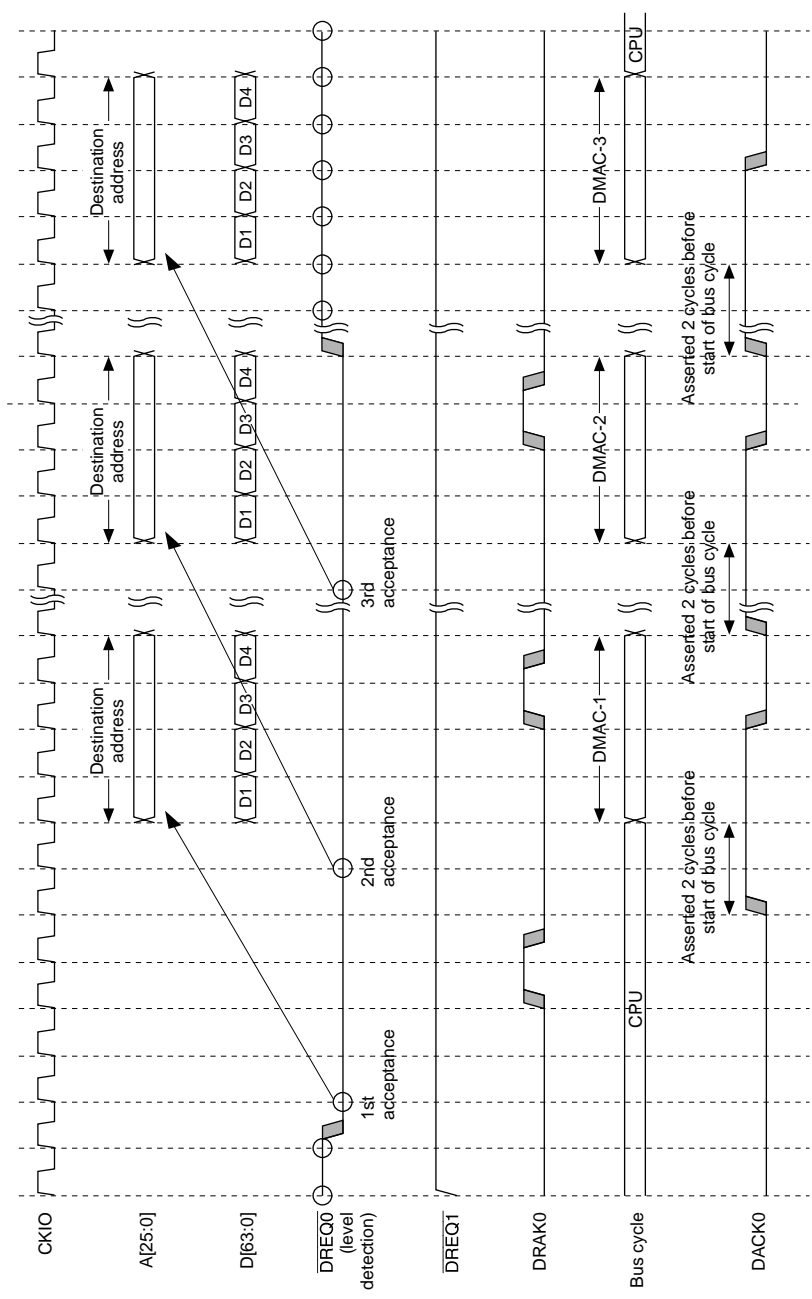 CKIO
A[25:0]
Destination
address
Destination
address
Destination
address
D[63:0]
D1
D2
D3
D4
D1
D2
D3
D4
D1
D2
D3
D4
DREQ0
(level
detection)
1st
acceptance
2nd
acceptance
3rd
acceptance
DREQ1
DRAK0
Bus cycle
CPU
DMAC-1
DMAC-2
DMAC-3
CPU
Asserted 2 cycles before
start of bus cycle
Asserted 2 cycles before
start of bus cycle
Asserted 2 cycles before
start of bus cycle
DACK0